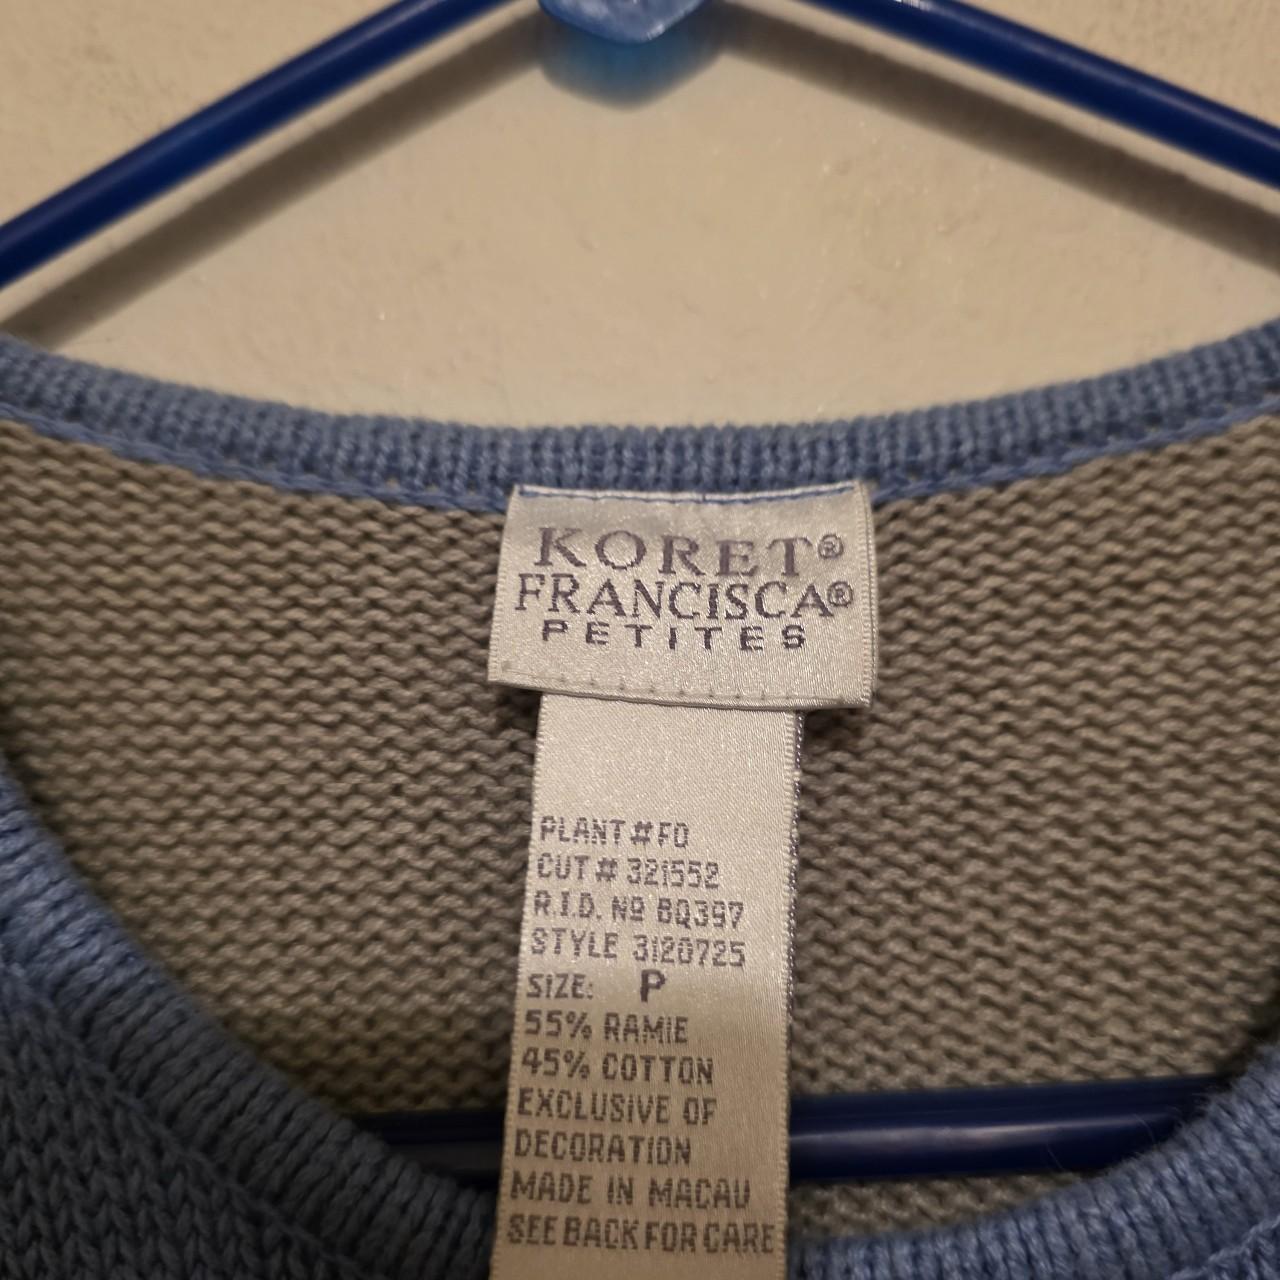 KORET®
FRANCISCA®
PETITES
PLANT # FO
CUT # 321552
R.I.D. Nº BQ397
STYLE 3120725
SIZE: P
55% RAMIE
45% COTTON
EXCLUSIVE OF
DECORATION
MADE IN MACAU
SEE BACK FOR CARE